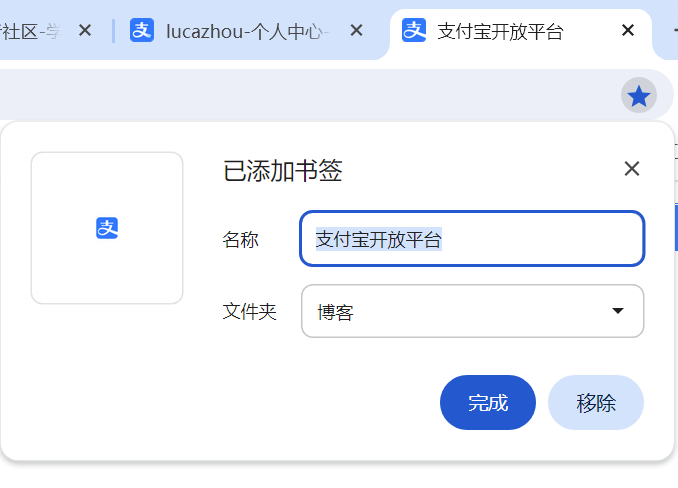 社区-学
lucazhou-个人中心-
支付宝开放平台
已添加书签
名称
支付宝开放平台
文件夹
博客
完成
移除